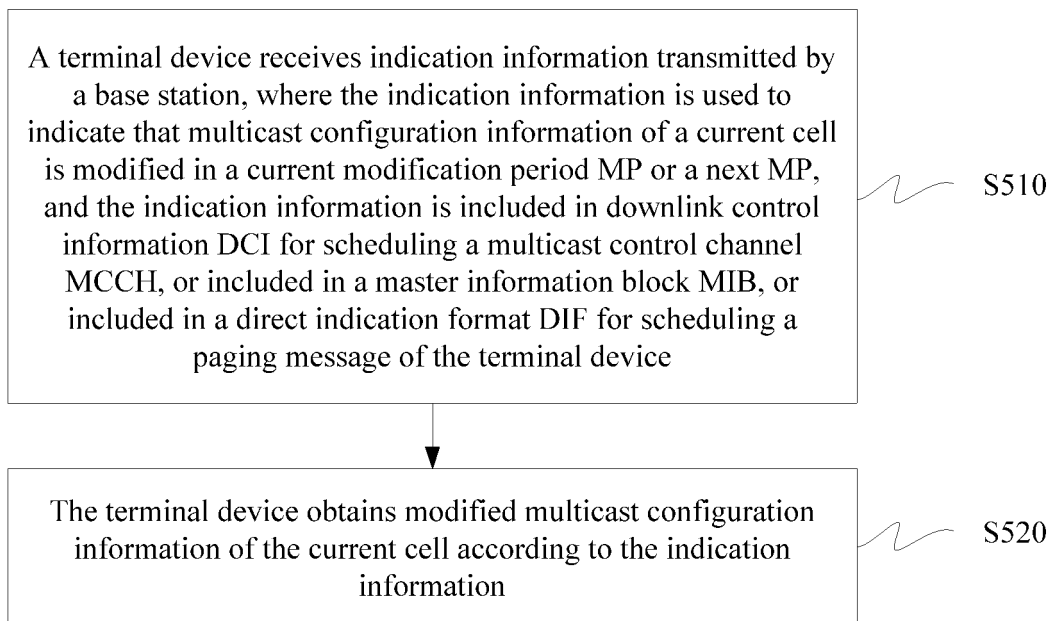 A terminal device receives indication information transmitted by
a base station, where the indication information is used to
indicate that multicast configuration information of a current cell
is modified in a current modification period MP or a next MP,
and the indication information is included in downlink control
information DCI for scheduling a multicast control channel
MCCH, or included in a master information block MIB, or
included in a direct indication format DIF for scheduling a
paging message of the terminal device
S510
The terminal device obtains modified multicast configuration
information of the current cell according to the indication
information
S520